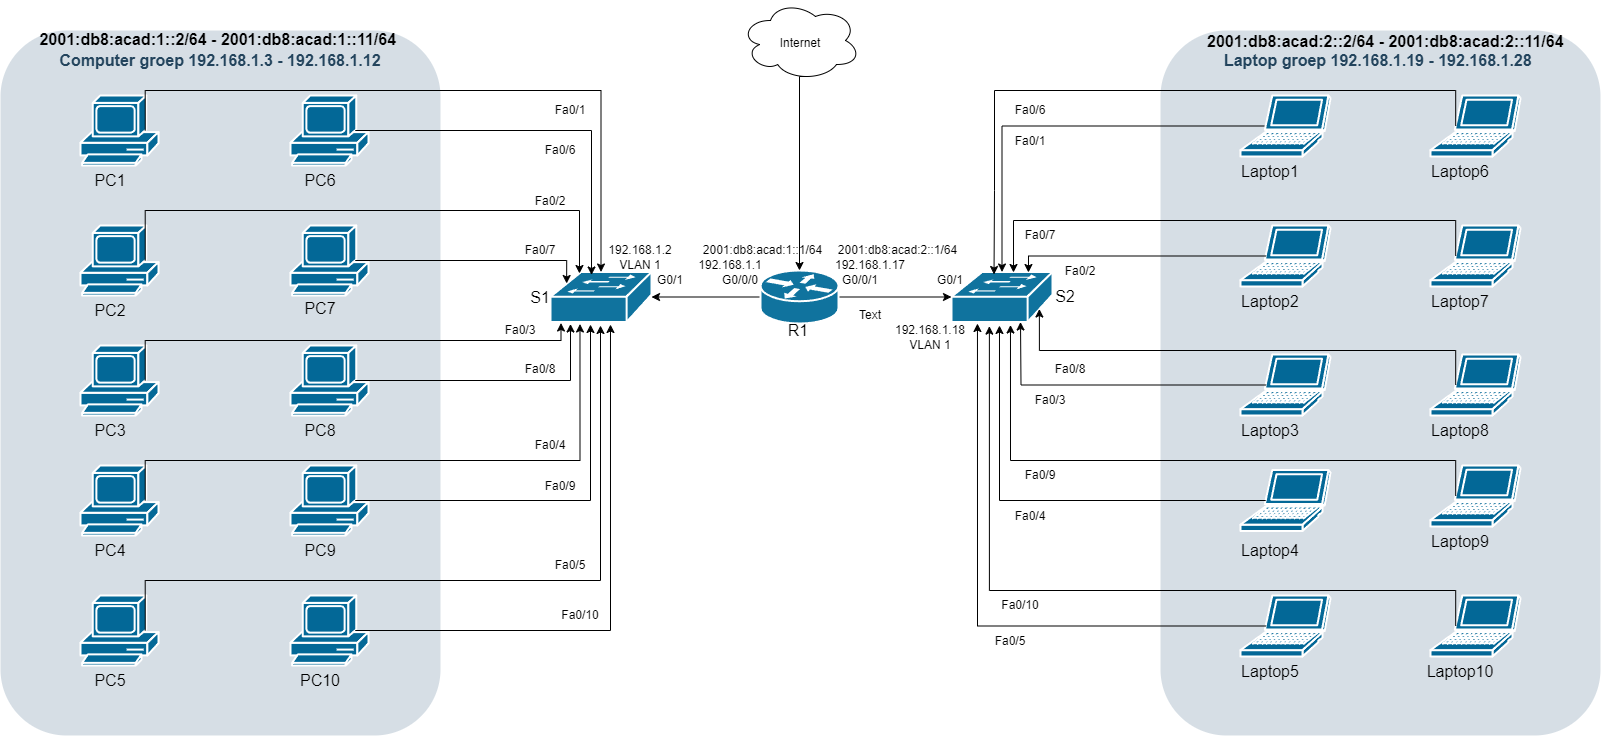 2001:db8:acad:1::2/64 - 2001:db8:acad:1::11/64
Computer groep 192.168.1.3 - 192.168.1.12
PC1
PC6
PC2
PC7
PC3
PC8
PC4
PC9
PC5
PC10
Fa0/1
Fa0/6
Fa0/2
Fa0/7
Fa0/3
Fa0/8
Fa0/4
Fa0/9
Fa0/5
Fa0/10
S1
192.168.1.2
VLAN 1
G0/1
Internet
2001:db8:acad:1::1/64
192.168.1.1
G0/0/0
R1
2001:db8:acad:2::1/64
192.168.1.17
G0/0/1
Text
G0/1
S2
192.168.1.18
VLAN 1
Fa0/6
Fa0/1
Fa0/7
Fa0/2
Fa0/8
Fa0/3
Fa0/9
Fa0/4
Fa0/10
Fa0/5
2001:db8:acad:2::2/64 - 2001:db8:acad:2::11/64
Laptop groep 192.168.1.19 - 192.168.1.28
Laptop1
Laptop6
Laptop2
Laptop7
Laptop3
Laptop8
Laptop4
Laptop9
Laptop5
Laptop10